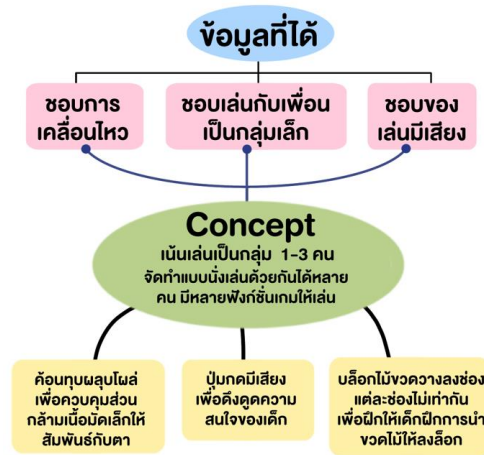 ข้อมูลที่ได้
ชอบการ
เคลื่อนไหว
ชอบเล่นกับเพื่อน
เป็นกลุ่มเล็ก
ชอบของ
เล่นมีเสียง
Concept
เน้นเล่นเป็นกลุ่ม 1-3 คน
จัดทำแบบนั่งเล่นด้วยกันได้หลาย
คน มีหลายฟังก์ชั่นเกมให้เล่น
ค้อนทุบผลุบโผล่
เพื่อควบคุมส่วน
กล้ามเนื้อมัดเล็กให้
สัมพันธ์กับตา
ปุ่มกดมีเสียง
เพื่อดึงดูดความ
สนใจของเด็ก
บล็อกไม้ขวดวางลงช่อง
แต่ละช่องไม่เท่ากัน
เพื่อฝึกให้เด็กฝึกการนำ
ขวดไม้ให้ลงล็อก